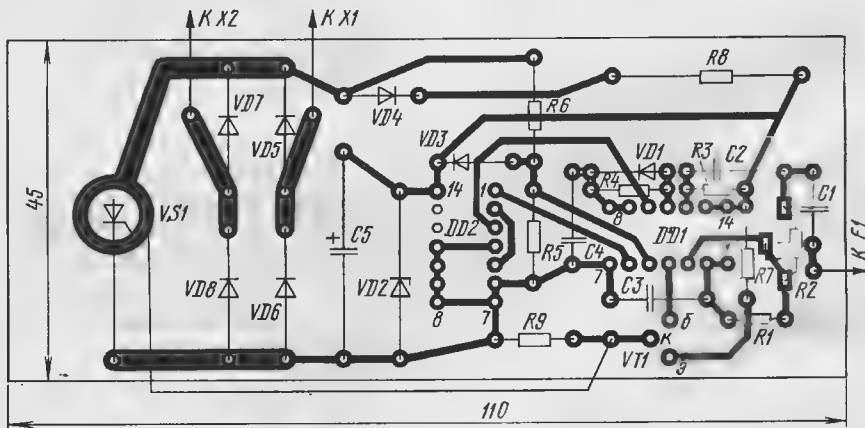 К X2
К X1
VD7
VD5
VD4
R6
R8
VD3
VD1
R3
C2
R4
C1
45
VS1
14
1
8
14
DD2
DD1
К E1
C5
R5
C4
7
R7
R2
VD8
VD6
VD2
C3
8
7
б
R1
R9
к
VT1
э
110